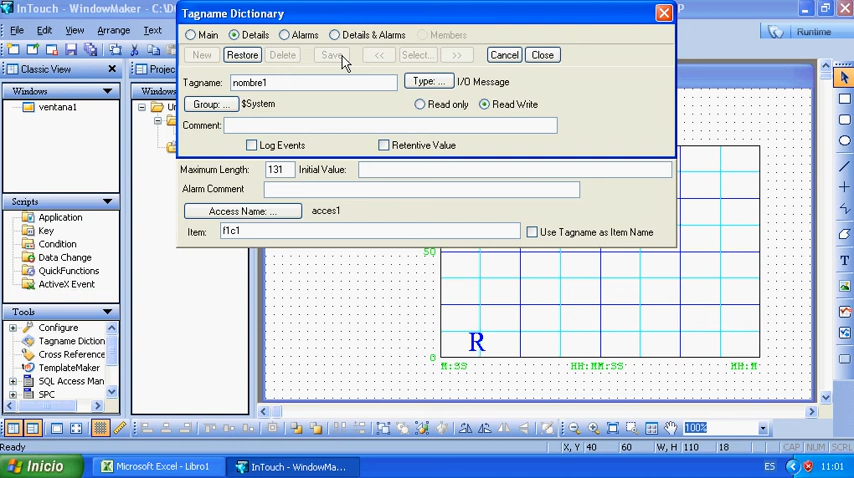 InTouch - WindowMaker - C:\D
Tagname Dictionary
File Edit View Arrange Text
Main Details Alarms Details & Alarms Members
New Restore Delete Save << Select... >> Cancel Close
Runtime
Tagname: nombre1 Type: ... I/O Message
Group: ... $System Read only Read Write
Comment:
Log Events Retentive Value
Maximum Length: 131 Initial Value:
Alarm Comment
Access Name: ... acces1
Item: f1c1 Use Tagname as Item Name
Classic View
Windows
ventana1
Scripts
Application
Key
Condition
Data Change
QuickFunctions
ActiveX Event
Tools
Configure
Tagname Diction
Cross Reference
TemplateMaker
SQL Access Man
SPC
Projec
Windows
50
R
0
M:SS HH:MM:SS HH:M
100%
Ready X, Y 40 60 W, H 110 18 CAP NUM SCRL
Inicio Microsoft Excel - Libro1 InTouch - WindowMa... ES 11:01